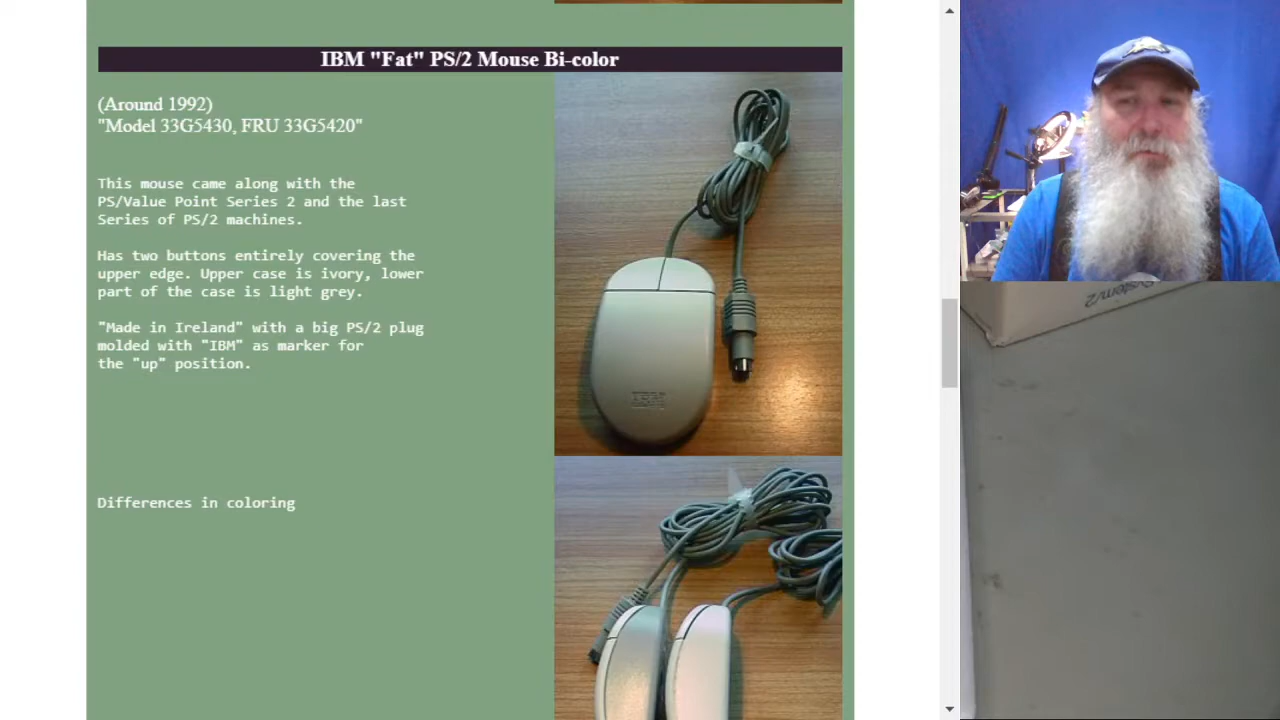 IBM "Fat" PS/2 Mouse Bi-color
(Around 1992)
"Model 33G5430, FRU 33G5420"
This mouse came along with the
PS/Value Point Series 2 and the last
Series of PS/2 machines.
Has two buttons entirely covering the
upper edge. Upper case is ivory, lower
part of the case is light grey.
"Made in Ireland" with a big PS/2 plug
molded with "IBM" as marker for
the "up" position.
Differences in coloring
IBM
System/2